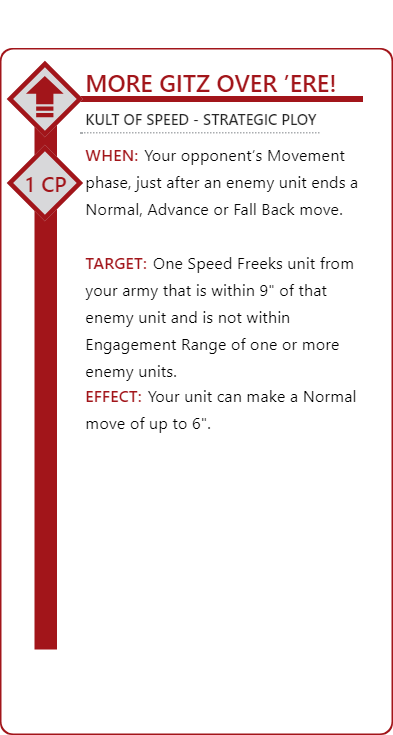 MORE GITZ OVER ’ERE!
KULT OF SPEED - STRATEGIC PLOY
1 CP
WHEN: Your opponent’s Movement
phase, just after an enemy unit ends a
Normal, Advance or Fall Back move.
TARGET: One Speed Freeks unit from
your army that is within 9" of that
enemy unit and is not within
Engagement Range of one or more
enemy units.
EFFECT: Your unit can make a Normal
move of up to 6".